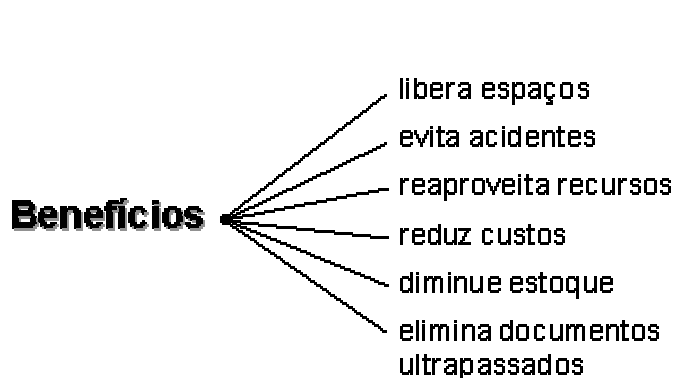 libera espaços
evita acidentes
reaproveita recursos
Benefícios
reduz custos
diminue estoque
elimina documentos
ultrapassados